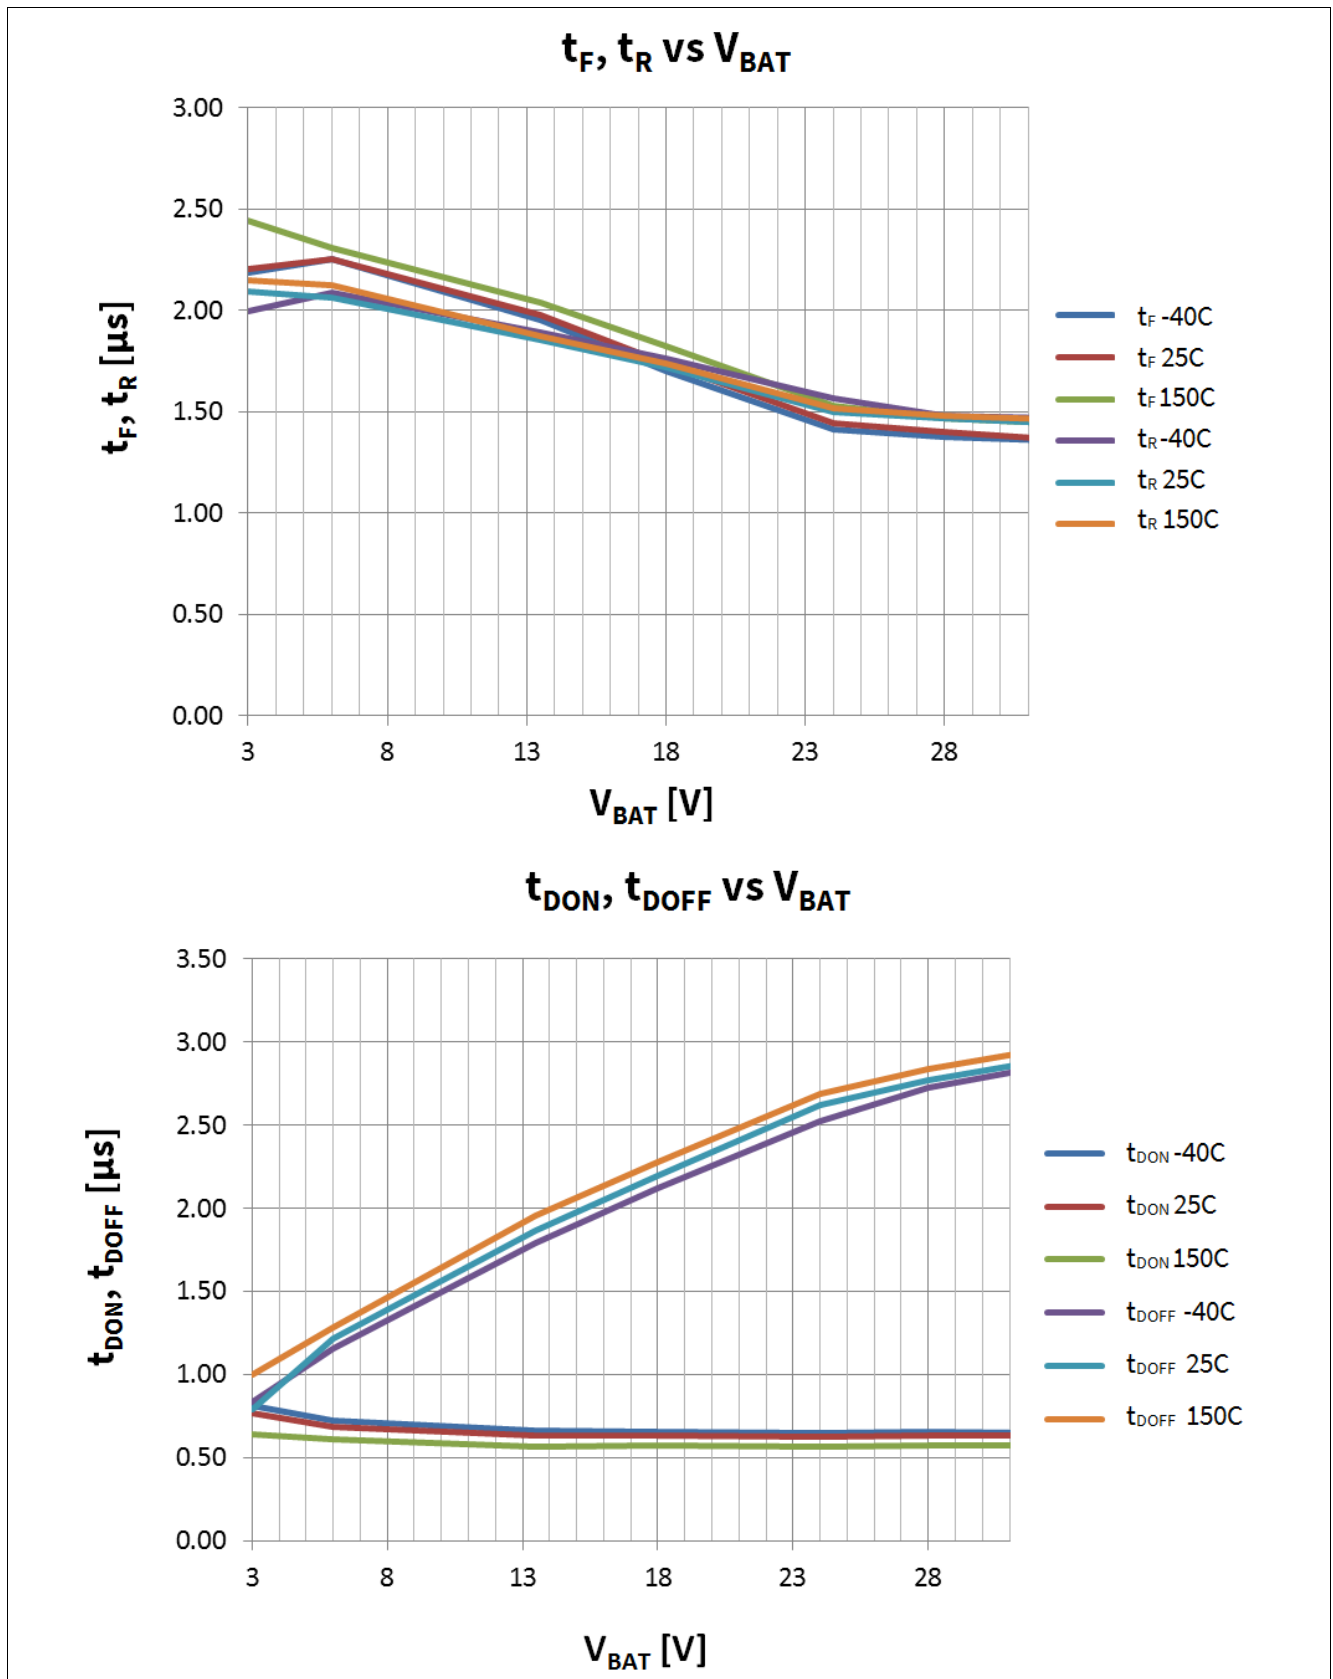 tF, tR vs VBAT
3.00
2.50
2.00
1.50
1.00
0.50
0.00
tF, tR [µs]
3 8 13 18 23 28
VBAT [V]
tF -40C
tF 25C
tF 150C
tR -40C
tR 25C
tR 150C
tDON, tDOFF vs VBAT
3.50
3.00
2.50
2.00
1.50
1.00
0.50
0.00
tDON, tDOFF [µs]
3 8 13 18 23 28
VBAT [V]
tDON -40C
tDON 25C
tDON 150C
tDOFF -40C
tDOFF 25C
tDOFF 150C